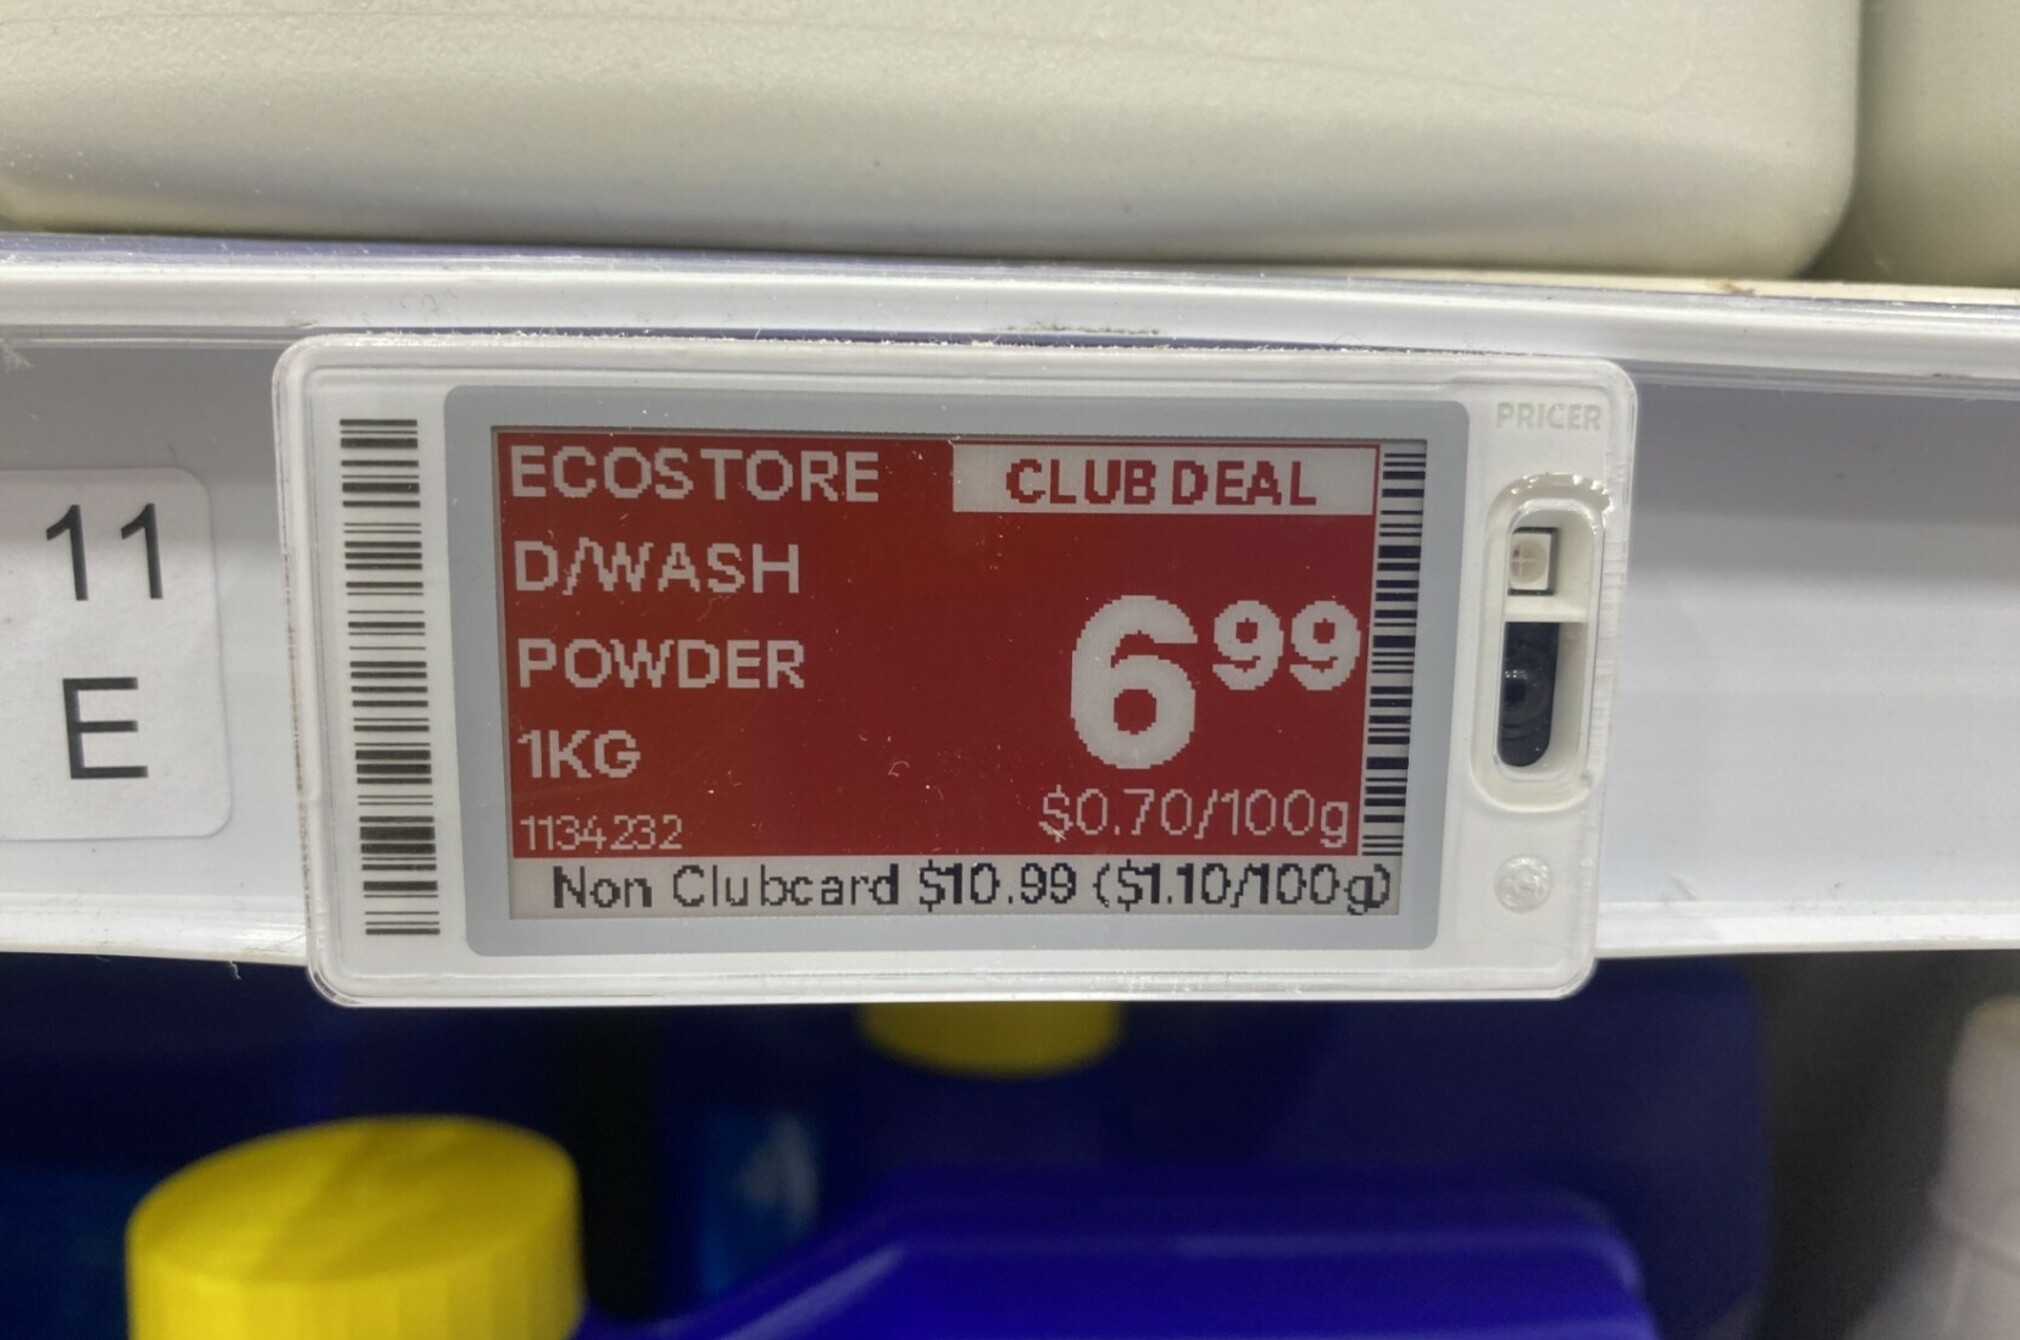 PRICER
11
E
ECOSTORE
CLUB DEAL
D/WASH
POWDER
1KG
6 99
$0.70/100g
1134232
Non Clubcard $10.99 ($1.10/100g)